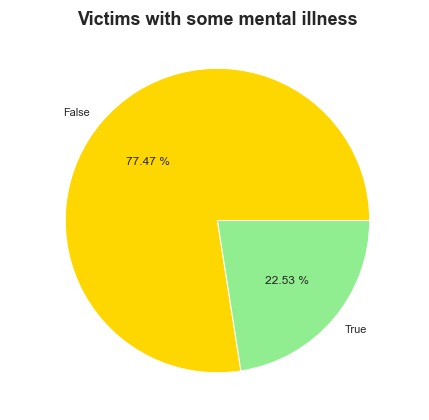 Victims with some mental illness
False
77.47 %
22.53 %
True